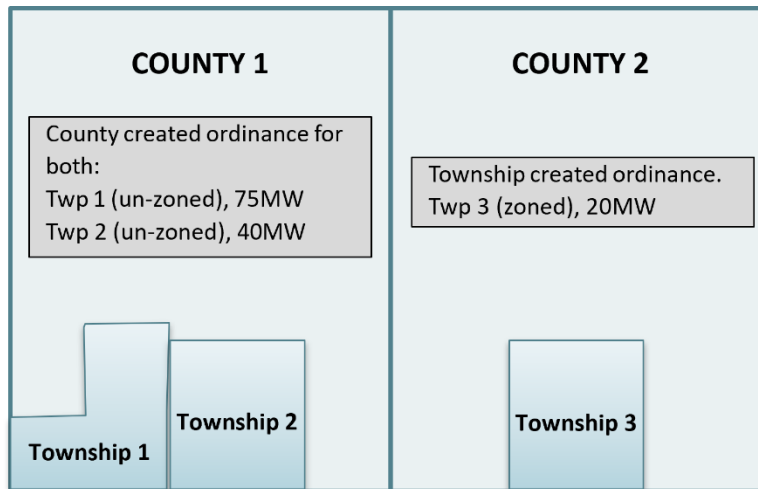 COUNTY 1
County created ordinance for
both:
Twp 1 (un-zoned), 75MW
Twp 2 (un-zoned), 40MW
Township 1
Township 2
COUNTY 2
Township created ordinance.
Twp 3 (zoned), 20MW
Township 3